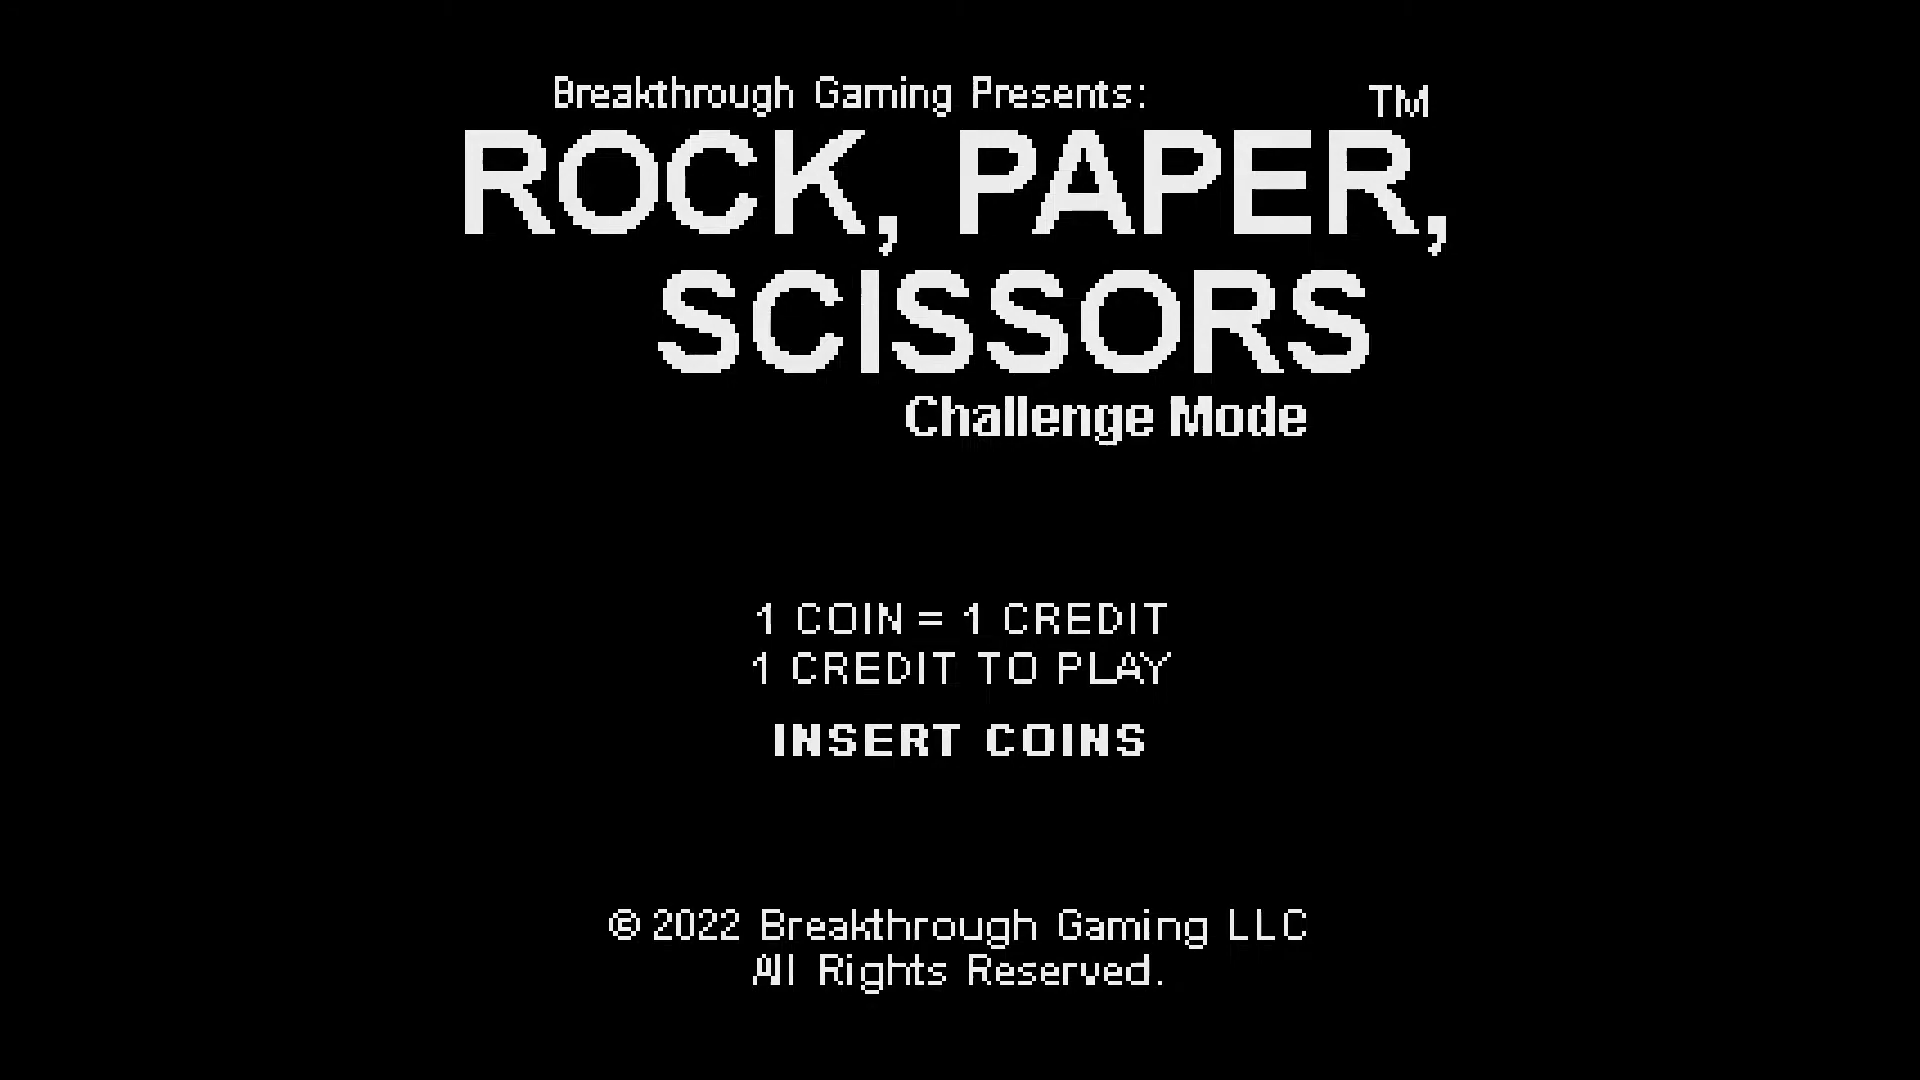 Breakthrough Gaming Presents:
ROCK, PAPER,™
SCISSORS
Challenge Mode
1 COIN = 1 CREDIT
1 CREDIT TO PLAY
INSERT COINS
© 2022 Breakthrough Gaming LLC
All Rights Reserved.